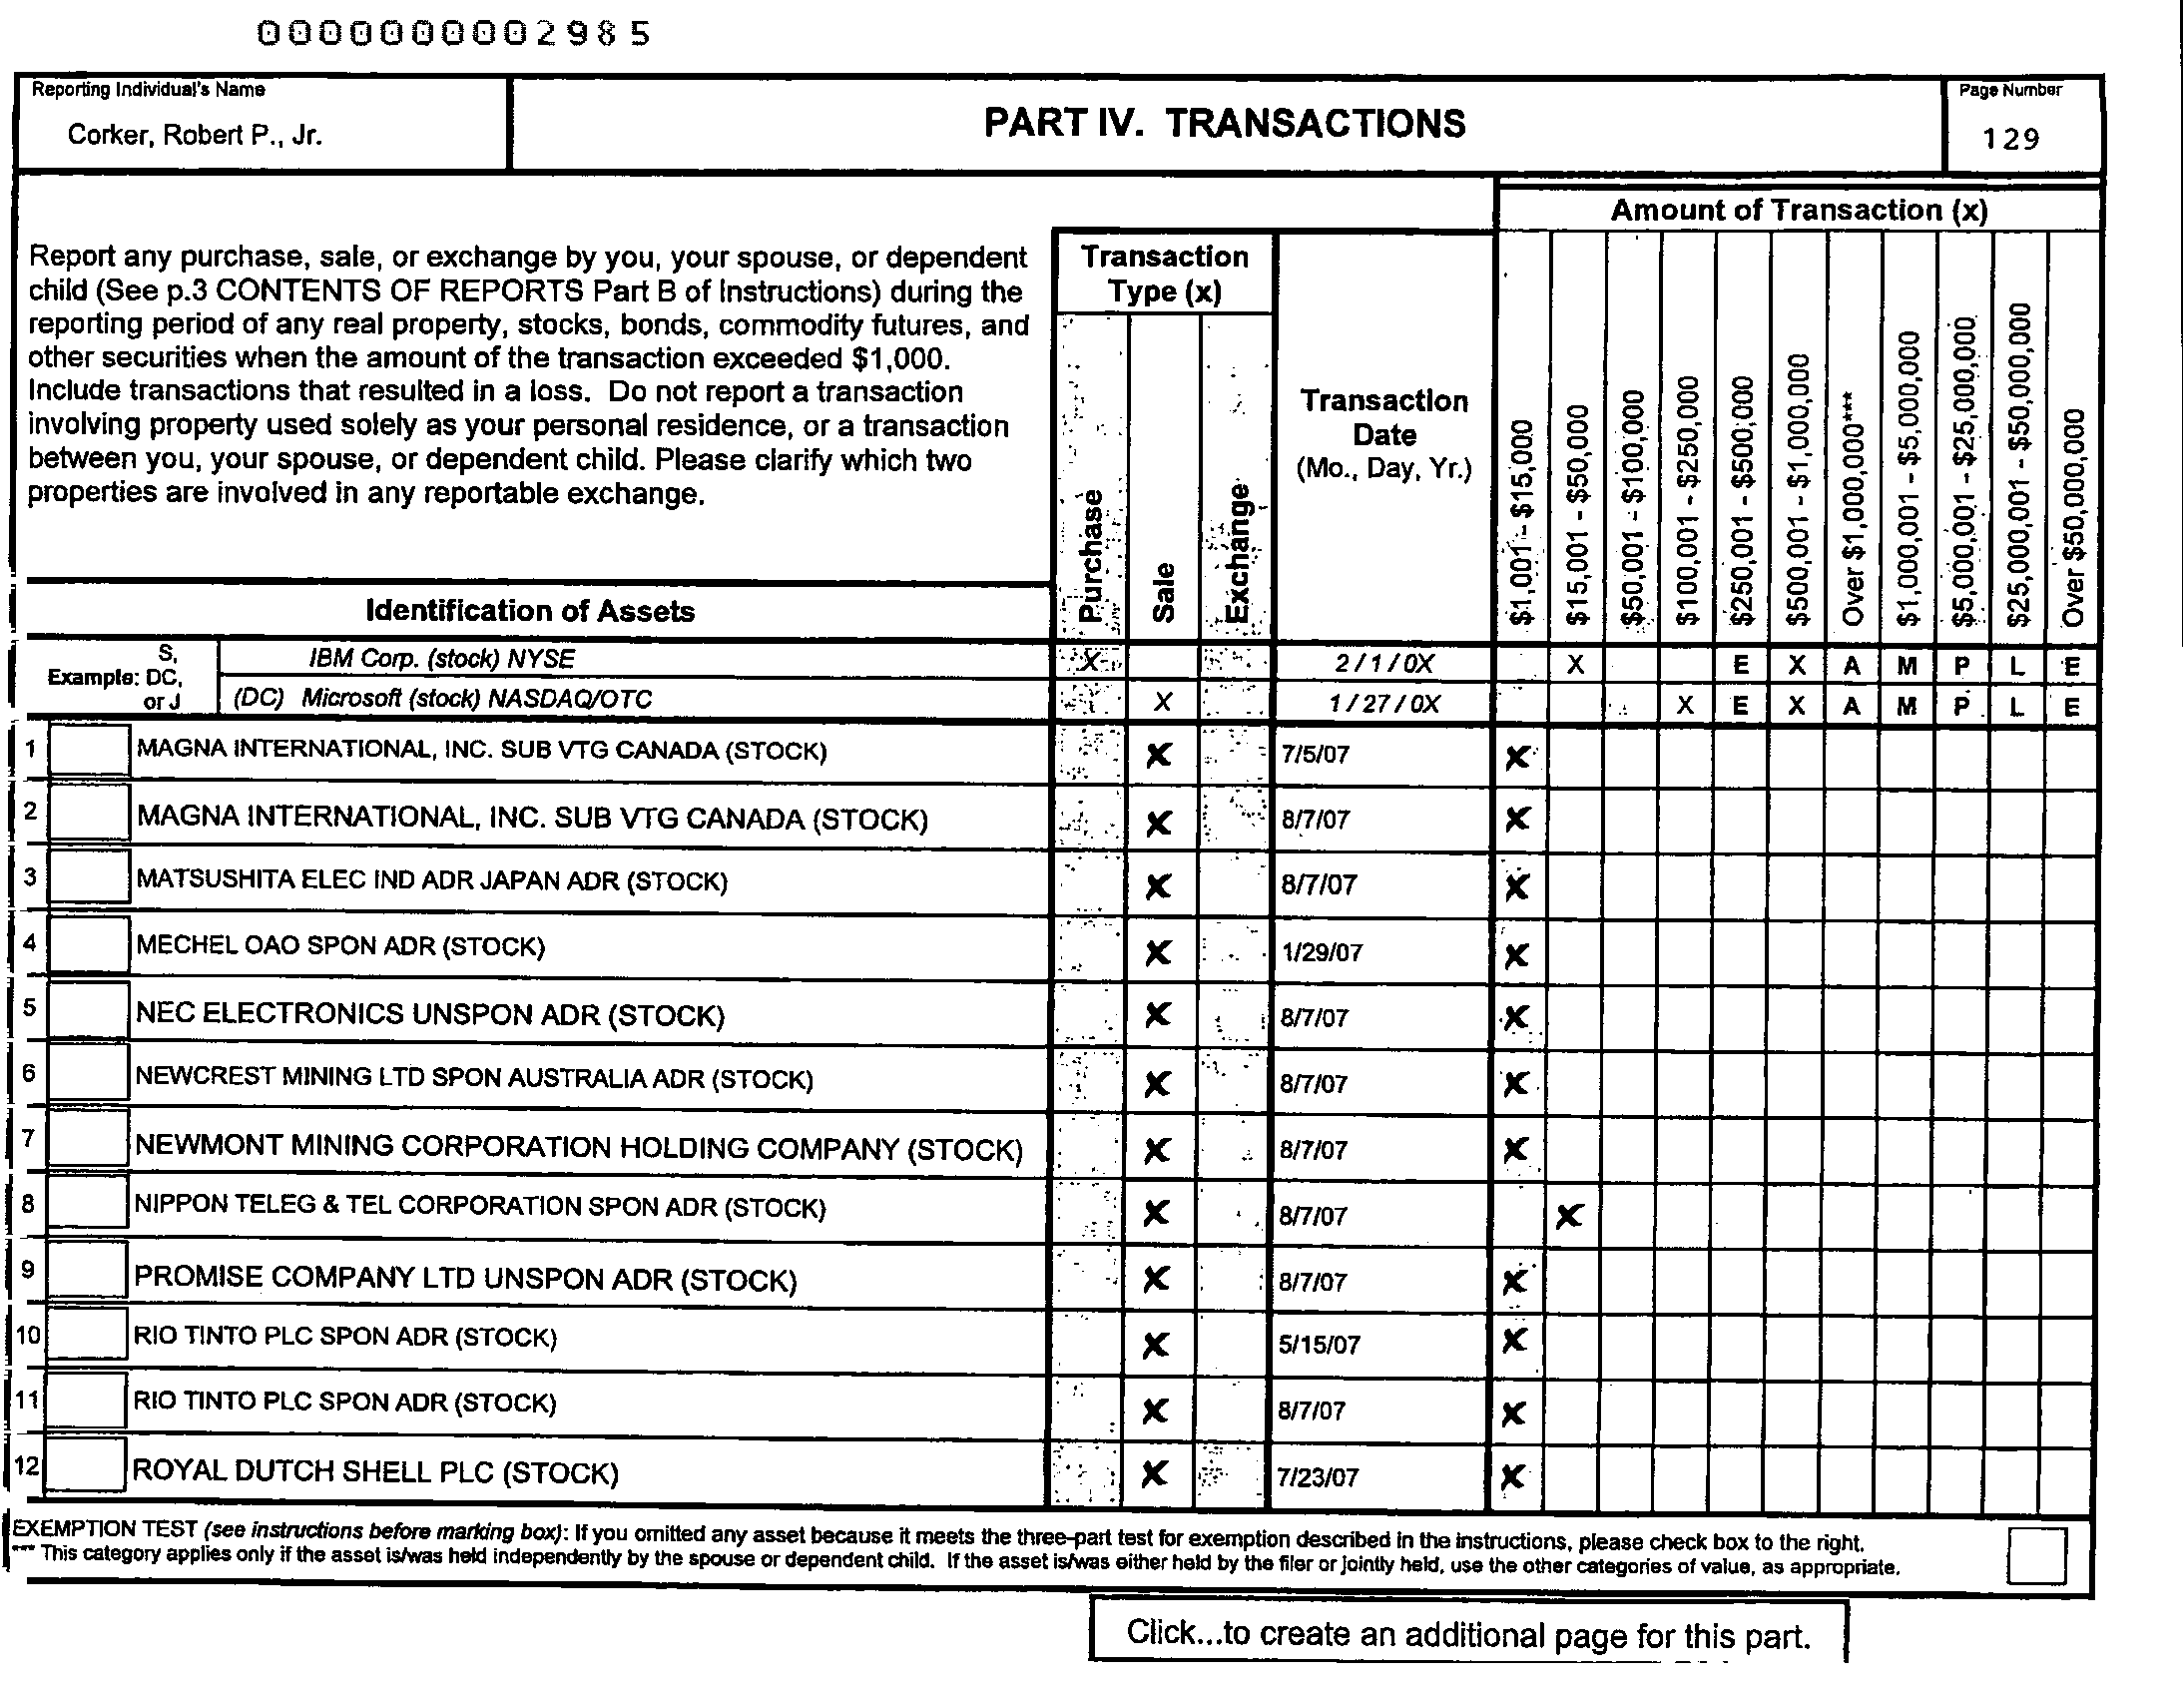 0000000002985
Reporting Individual's Name
Corker, Robert P., Jr.
PART IV. TRANSACTIONS
Page Number
129
Amount of Transaction (x)
Report any purchase, sale, or exchange by you, your spouse, or dependent
child (See p.3 CONTENTS OF REPORTS Part B of Instructions) during the
reporting period of any real property, stocks, bonds, commodity futures, and
other securities when the amount of the transaction exceeded $1,000.
Include transactions that resulted in a loss. Do not report a transaction
involving property used solely as your personal residence, or a transaction
between you, your spouse, or dependent child. Please clarify which two
properties are involved in any reportable exchange.
Transaction
Type (x)
Purchase
Sale
Exchange
Transaction
Date
(Mo., Day, Yr.)
$1,001 - $15,000
$15,001 - $50,000
$50,001 - $100,000
$100,001 - $250,000
$250,001 - $500,000
$500,001 - $1,000,000
Over $1,000,000***
$1,000,001 - $5,000,000
$5,000,001 - $25,000,000
$25,000,001 - $50,000,000
Over $50,000,000
Identification of Assets
Example: S, DC, or J
IBM Corp. (stock) NYSE X 2/1/0X X E X A M P L E
(DC) Microsoft (stock) NASDAQ/OTC X 1/27/0X X E X A M P L E
1 MAGNA INTERNATIONAL, INC. SUB VTG CANADA (STOCK) X 7/5/07 X
2 MAGNA INTERNATIONAL, INC. SUB VTG CANADA (STOCK) X 8/7/07 X
3 MATSUSHITA ELEC IND ADR JAPAN ADR (STOCK) X 8/7/07 X
4 MECHEL OAO SPON ADR (STOCK) X 1/29/07 X
5 NEC ELECTRONICS UNSPON ADR (STOCK) X 8/7/07 X
6 NEWCREST MINING LTD SPON AUSTRALIA ADR (STOCK) X 8/7/07 X
7 NEWMONT MINING CORPORATION HOLDING COMPANY (STOCK) X 8/7/07 X
8 NIPPON TELEG & TEL CORPORATION SPON ADR (STOCK) X 8/7/07 X
9 PROMISE COMPANY LTD UNSPON ADR (STOCK) X 8/7/07 X
10 RIO TINTO PLC SPON ADR (STOCK) X 5/15/07 X
11 RIO TINTO PLC SPON ADR (STOCK) X 8/7/07 X
12 ROYAL DUTCH SHELL PLC (STOCK) X 7/23/07 X
EXEMPTION TEST (see instructions before marking box): If you omitted any asset because it meets the three-part test for exemption described in the instructions, please check box to the right.
*** This category applies only if the asset is/was held independently by the spouse or dependent child. If the asset is/was either held by the filer or jointly held, use the other categories of value, as appropriate.
Click...to create an additional page for this part.